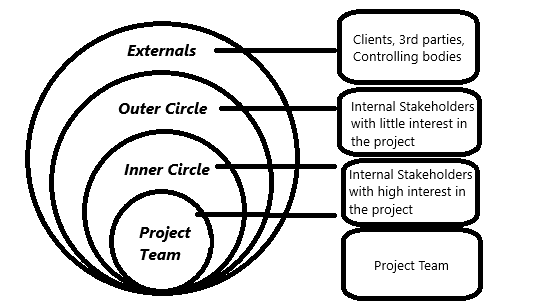 Externals
Clients, 3rd parties,
Controlling bodies
Outer Circle
Internal Stakeholders
with little interest in
the project
Inner Circle
Internal Stakeholders
with high interest in
the project
Project
Team
Project Team